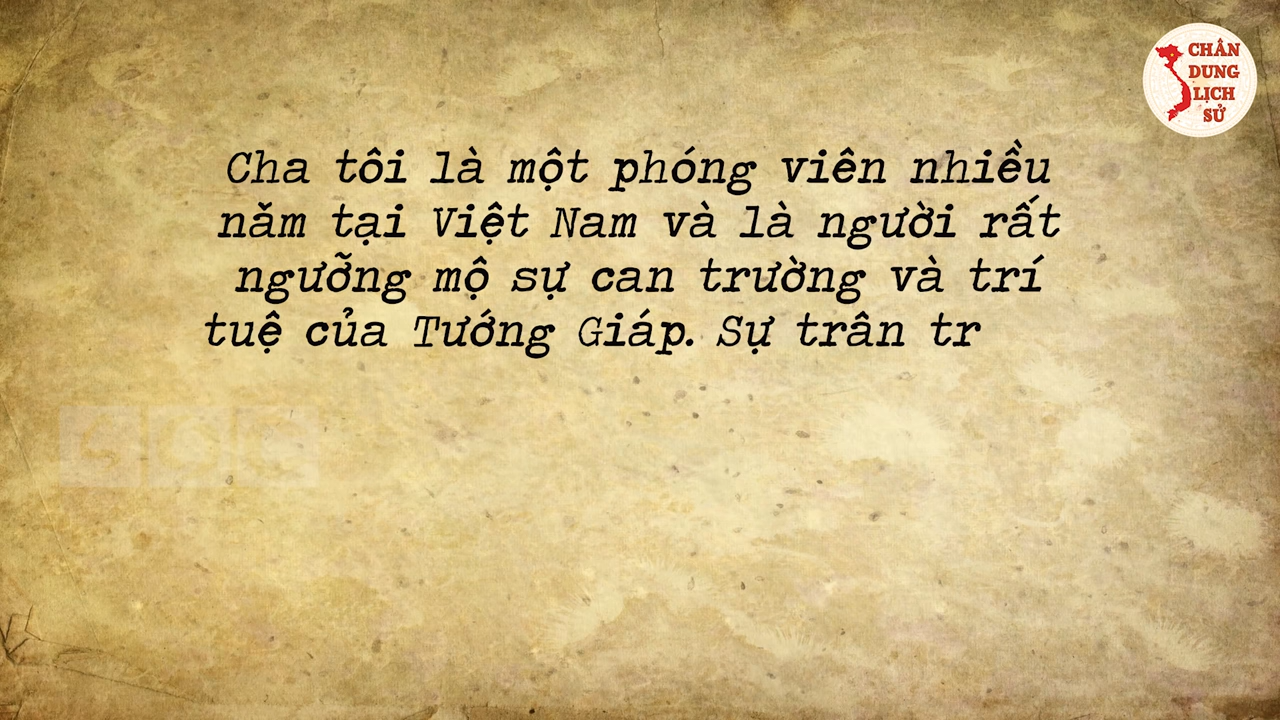 CHÂN
DUNG
LỊCH
SỬ
Cha tôi là một phóng viên nhiều
năm tại Việt Nam và là người rất
ngưỡng mộ sự can trường và trí
tuệ của Tướng Giáp. Sự trân tr